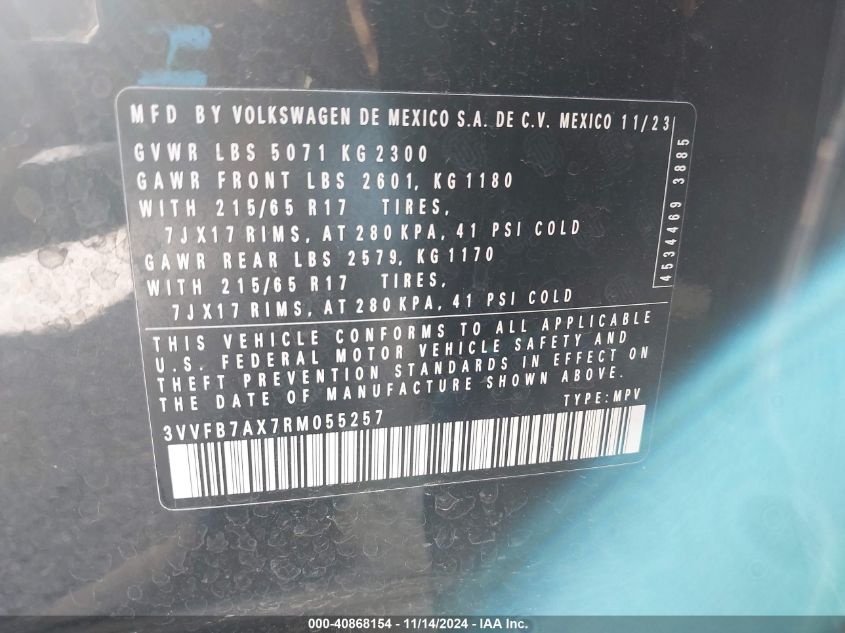 MFD BY VOLKSWAGEN DE MEXICO S.A. DE C.V. MEXICO 11/23
GVWR LBS 5071 KG 2300
GAWR FRONT LBS 2601, KG 1180
WITH 215/65 R17 TIRES,
7JX17 RIMS, AT 280 KPA, 41 PSI COLD
GAWR REAR LBS 2579, KG 1170
WITH 215/65 R17 TIRES,
7JX17 RIMS, AT 280 KPA, 41 PSI COLD
4534469 3885
THIS VEHICLE CONFORMS TO ALL APPLICABLE
U.S. FEDERAL MOTOR VEHICLE SAFETY AND
THEFT PREVENTION STANDARDS IN EFFECT ON
THE DATE OF MANUFACTURE SHOWN ABOVE.
3VVFB7AX7RM055257 TYPE:MPV
000-40868154 - 11/14/2024 - IAA Inc.